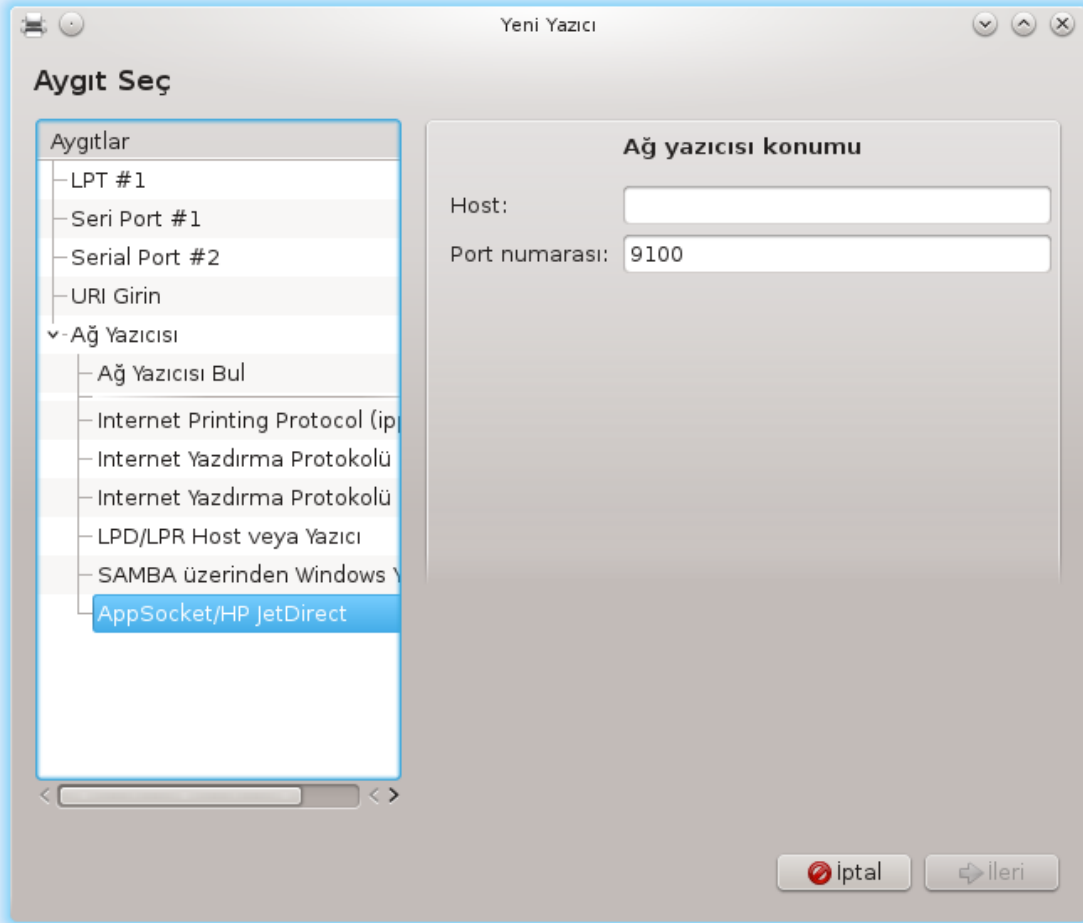 Yeni Yazıcı
Aygıt Seç
Aygıtlar
LPT #1
Seri Port #1
Serial Port #2
URI Girin
Ağ Yazıcısı
Ağ Yazıcısı Bul
Internet Printing Protocol (ip
Internet Yazdırma Protokolü
Internet Yazdırma Protokolü
LPD/LPR Host veya Yazıcı
SAMBA üzerinden Windows
AppSocket/HP JetDirect
Ağ yazıcısı konumu
Host:
Port numarası: 9100
İptal
İleri